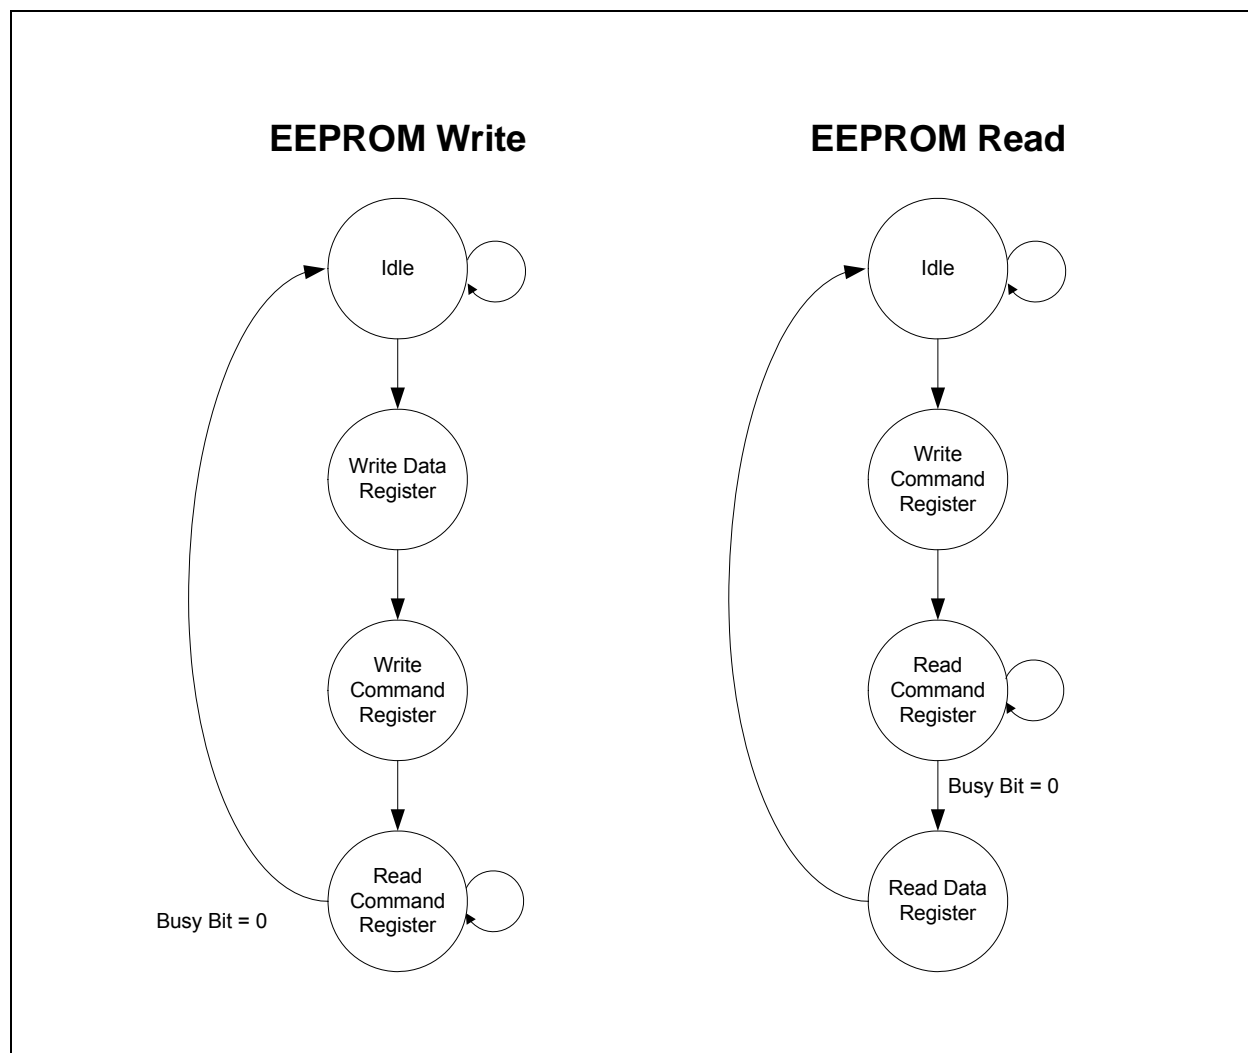 EEPROM Write
Idle
Write Data
Register
Write
Command
Register
Read
Command
Register
Busy Bit = 0
EEPROM Read
Idle
Write
Command
Register
Read
Command
Register
Busy Bit = 0
Read Data
Register